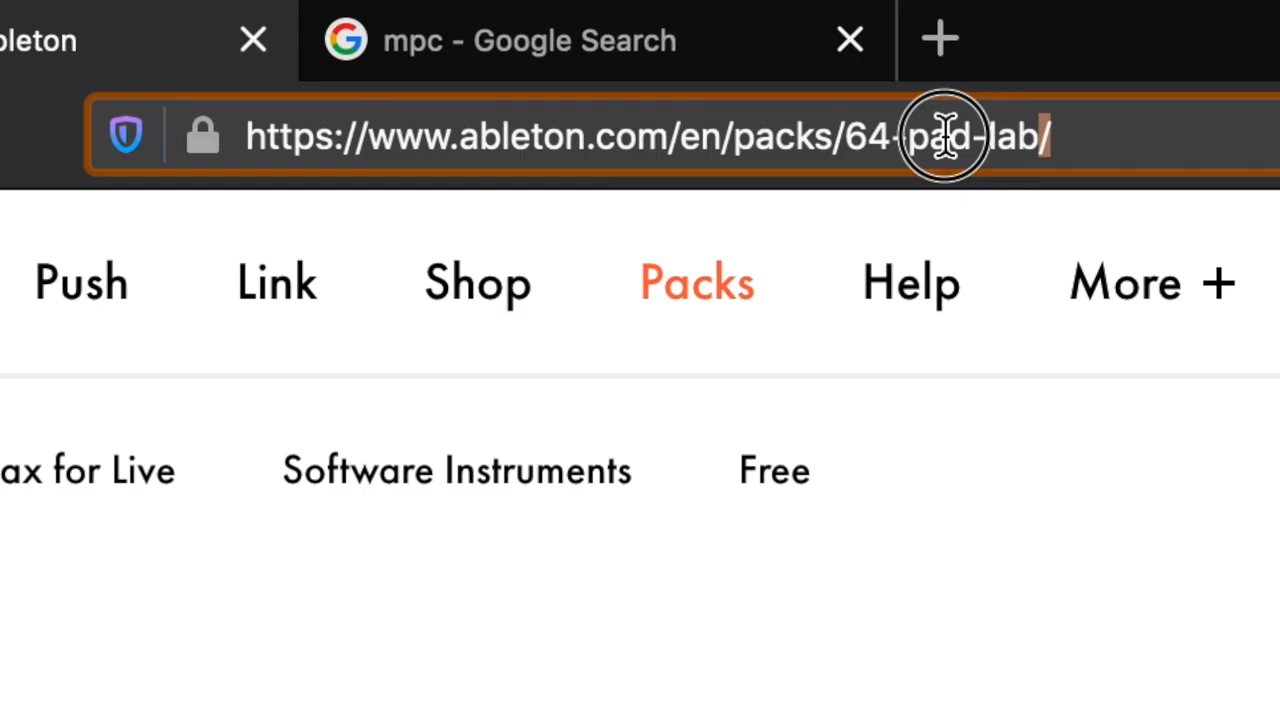 bleton
mpc - Google Search
https://www.ableton.com/en/packs/64-pad-lab/
Push Link Shop Packs Help More +
ax for Live Software Instruments Free